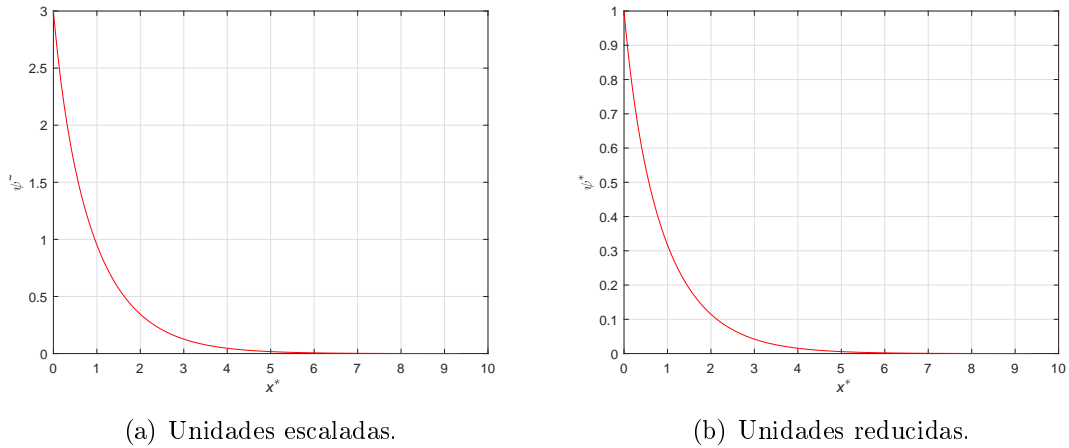 3
2.5
2
1.5
1
0.5
0
0 1 2 3 4 5 6 7 8 9 10
ψ~
x*
(a) Unidades escaladas.
1
0.9
0.8
0.7
0.6
0.5
0.4
0.3
0.2
0.1
0
0 1 2 3 4 5 6 7 8 9 10
ψ*
x*
(b) Unidades reducidas.